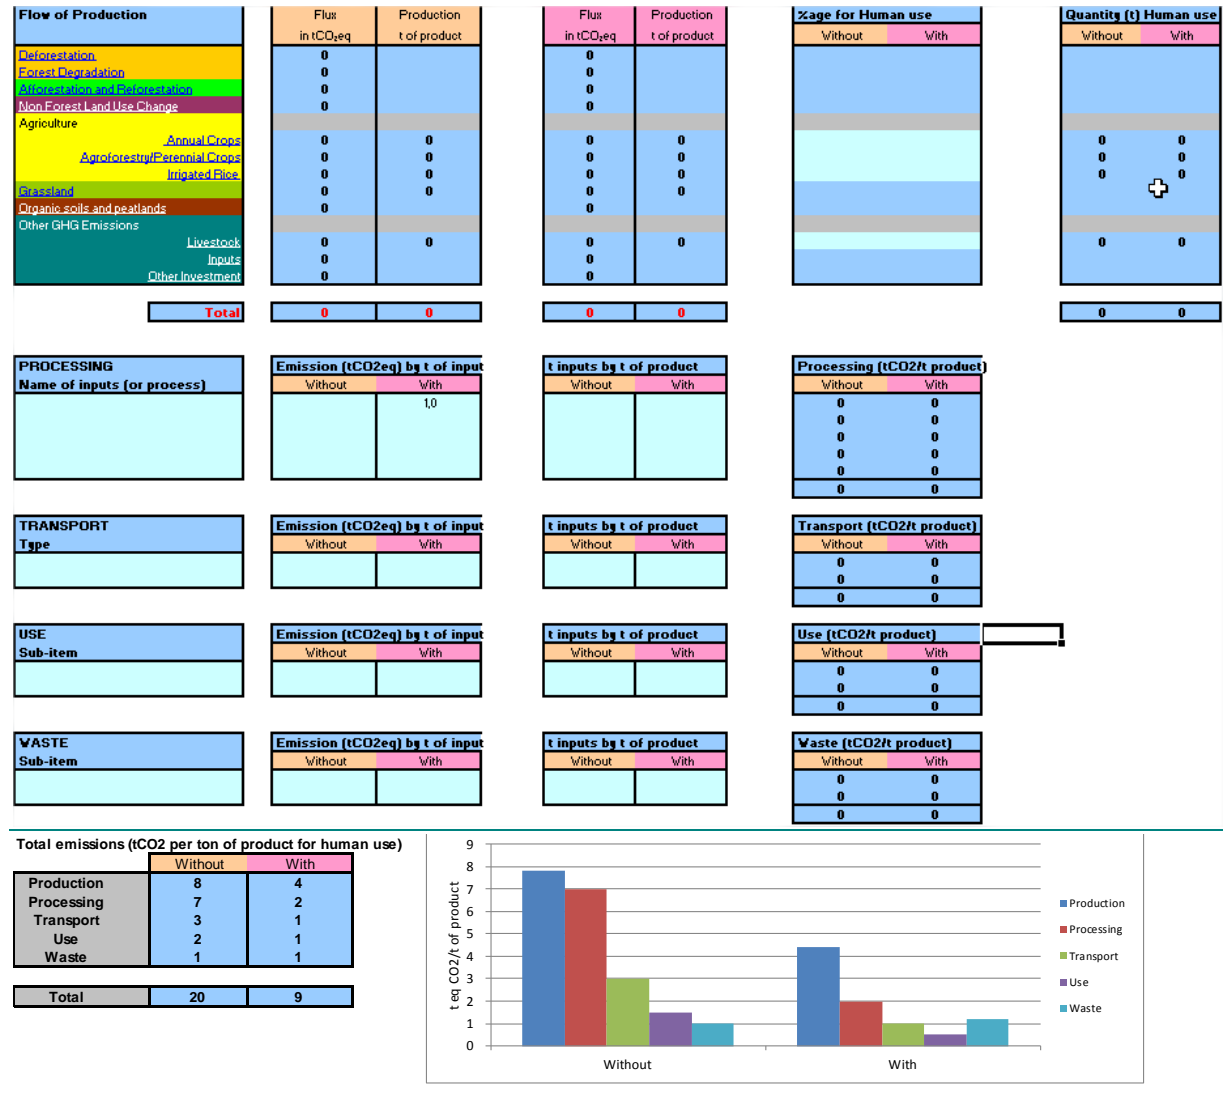 Flow of Production Flux Production Flux Production %age for Human use Quantity (t) Human use
in tCO₂eq t of product in tCO₂eq t of product Without With Without With
Deforestation 0 0
Forest Degradation 0 0
Afforestation and Reforestation 0 0
Non Forest Land Use Change 0 0
Agriculture
Annual Crops 0 0 0 0 0 0
Agroforestry/Perennial Crops 0 0 0 0 0 0
Irrigated Rice 0 0 0 0 0 0
Grassland 0 0 0 0
Organic soils and peatlands 0 0
Other GHG Emissions
Livestock 0 0 0 0 0 0
Inputs 0 0
Other Investment 0 0
Total 0 0 0 0 0 0
PROCESSING Emission (tCO2eq) by t of input t inputs by t of product Processing (tCO2/t product)
Name of inputs (or process) Without With Without With Without With
1,0 0 0
0 0
0 0
0 0
0 0
0 0
TRANSPORT Emission (tCO2eq) by t of input t inputs by t of product Transport (tCO2/t product)
Type Without With Without With Without With
0 0
0 0
0 0
USE Emission (tCO2eq) by t of input t inputs by t of product Use (tCO2/t product)
Sub-item Without With Without With Without With
0 0
0 0
0 0
WASTE Emission (tCO2eq) by t of input t inputs by t of product Waste (tCO2/t product)
Sub-item Without With Without With Without With
0 0
0 0
0 0
Total emissions (tCO2 per ton of product for human use)
Without With
Production 8 4
Processing 7 2
Transport 3 1
Use 2 1
Waste 1 1
Total 20 9
t eq CO2/t of product
9
8
7
6
5
4
3
2
1
0
Without With
Production
Processing
Transport
Use
Waste